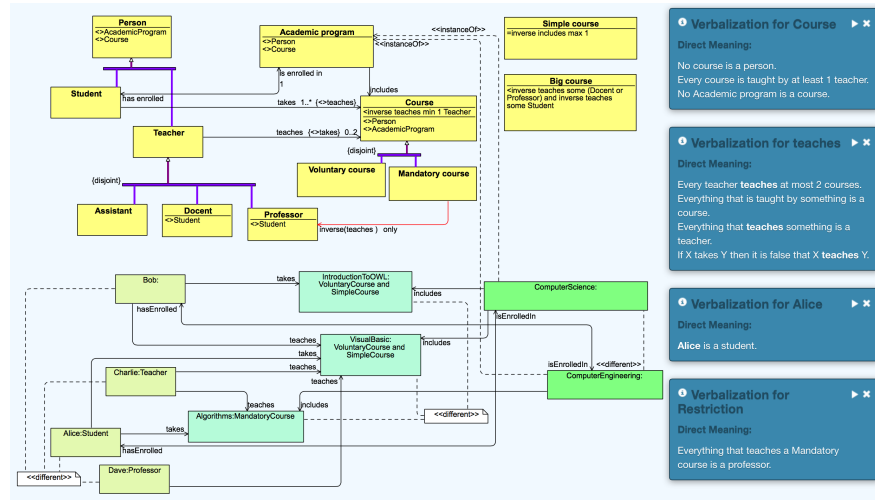 Person
<>AcademicProgram
<>Course
Academic program
<>Person
<>Course
<<instanceOf>>
<<instanceOf>>
Simple course
=inverse includes max 1
Big course
<inverse teaches some (Docent or
Professor) and inverse teaches
some Student
is enrolled in
1
includes
Student
has enrolled
takes 1..* {<>teaches}
Course
<inverse teaches min 1 Teacher
<>Person
<>AcademicProgram
Teacher
teaches {<>takes} 0..2
{disjoint}
Voluntary course
Mandatory course
{disjoint}
Assistant
Docent
<>Student
Professor
<>Student
inverse(teaches ) only
Bob:
takes
IntroductionToOWL:
VoluntaryCourse and
SimpleCourse
includes
ComputerScience:
hasEnrolled
isEnrolledIn
teaches
takes
teaches
teaches
VisualBasic:
VoluntaryCourse and
SimpleCourse
includes
isEnrolledIn
<<different>>
Charlie:Teacher
ComputerEngineering:
teaches
includes
Algorithms:MandatoryCourse
<<different>>
Alice:Student
takes
hasEnrolled
<<different>>
Dave:Professor
Verbalization for Course
Direct Meaning:
No course is a person.
Every course is taught by at least 1 teacher.
No Academic program is a course.
Verbalization for teaches
Direct Meaning:
Every teacher teaches at most 2 courses.
Everything that is taught by something is a
course.
Everything that teaches something is a
teacher.
If X takes Y then it is false that X teaches Y.
Verbalization for Alice
Direct Meaning:
Alice is a student.
Verbalization for
Restriction
Direct Meaning:
Everything that teaches a Mandatory
course is a professor.